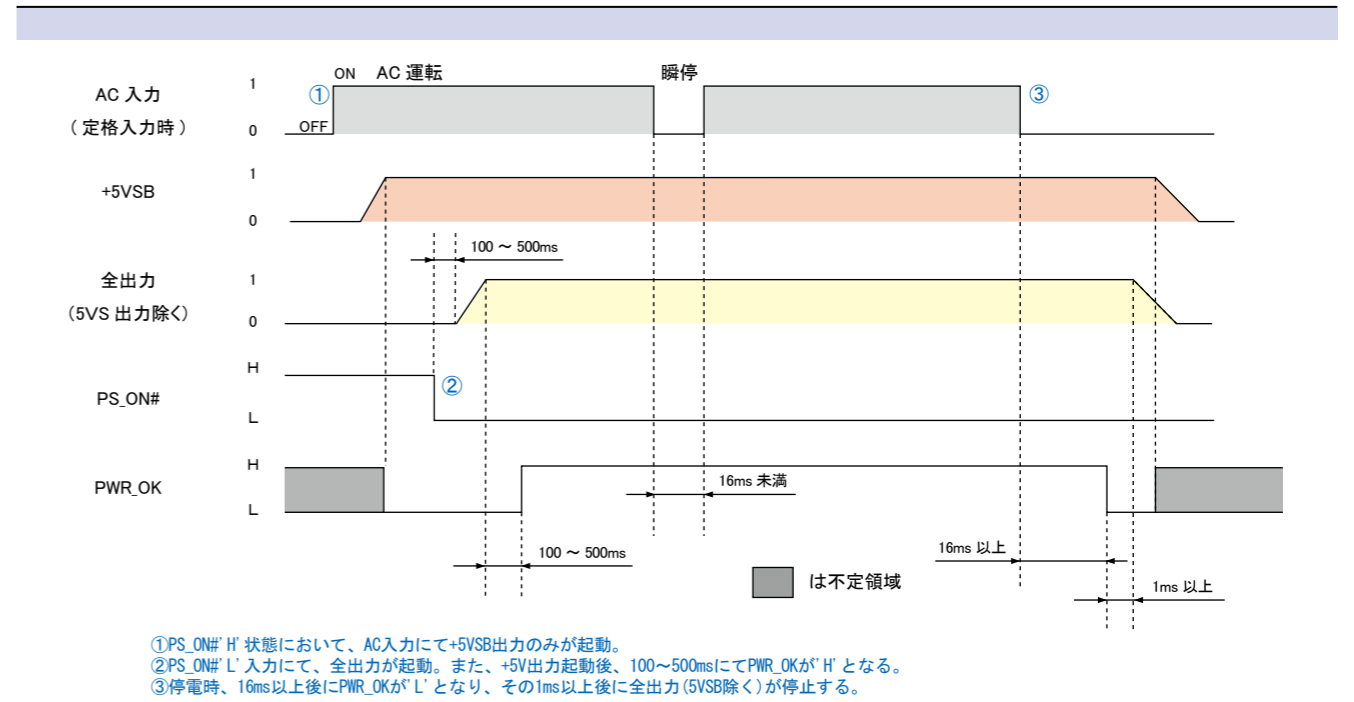 ON AC 運転 瞬停
AC 入力 1 ① ③
(定格入力時) 0 OFF
+5VSB 1
0
100 ～ 500ms
全出力 1
(5VS 出力除く) 0
H
② 
PS_ON#
L
H
16ms 未満
PWR_OK
L
100 ～ 500ms 16ms 以上
は不定領域 1ms 以上
①PS_ON#'H'状態において、AC入力にて+5VSB出力のみが起動。
②PS_ON#'L'入力にて、全出力が起動。また、+5V出力起動後、100～500msにてPWR_OKが'H'となる。
③停電時、16ms以上後にPWR_OKが'L'となり、その1ms以上後に全出力(5VSB除く)が停止する。